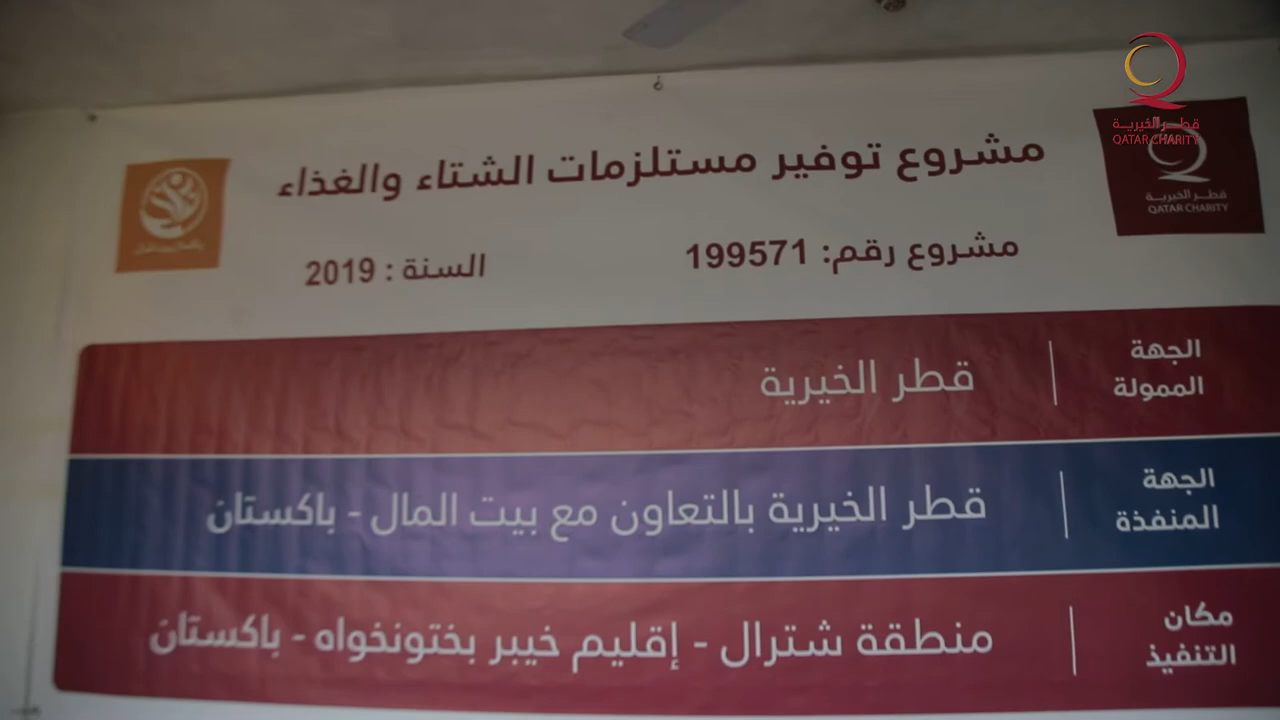 قطر الخيرية
QATAR CHARITY
قطر الخيرية
QATAR CHARITY
مشروع توفير مستلزمات الشتاء والغذاء
مشروع رقم: 199571
السنة : 2019
الجهة الممولة
قطر الخيرية
الجهة المنفذة
قطر الخيرية بالتعاون مع بيت المال - باكستان
مكان التنفيذ
منطقة شترال - إقليم خيبر بختونخواه - باكستان